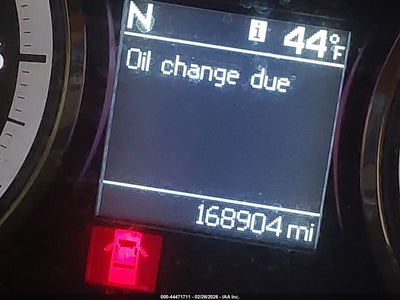 N i 44°F
Oil change due
168904 mi
000-44471711 - 02/26/2026 - IAA Inc.